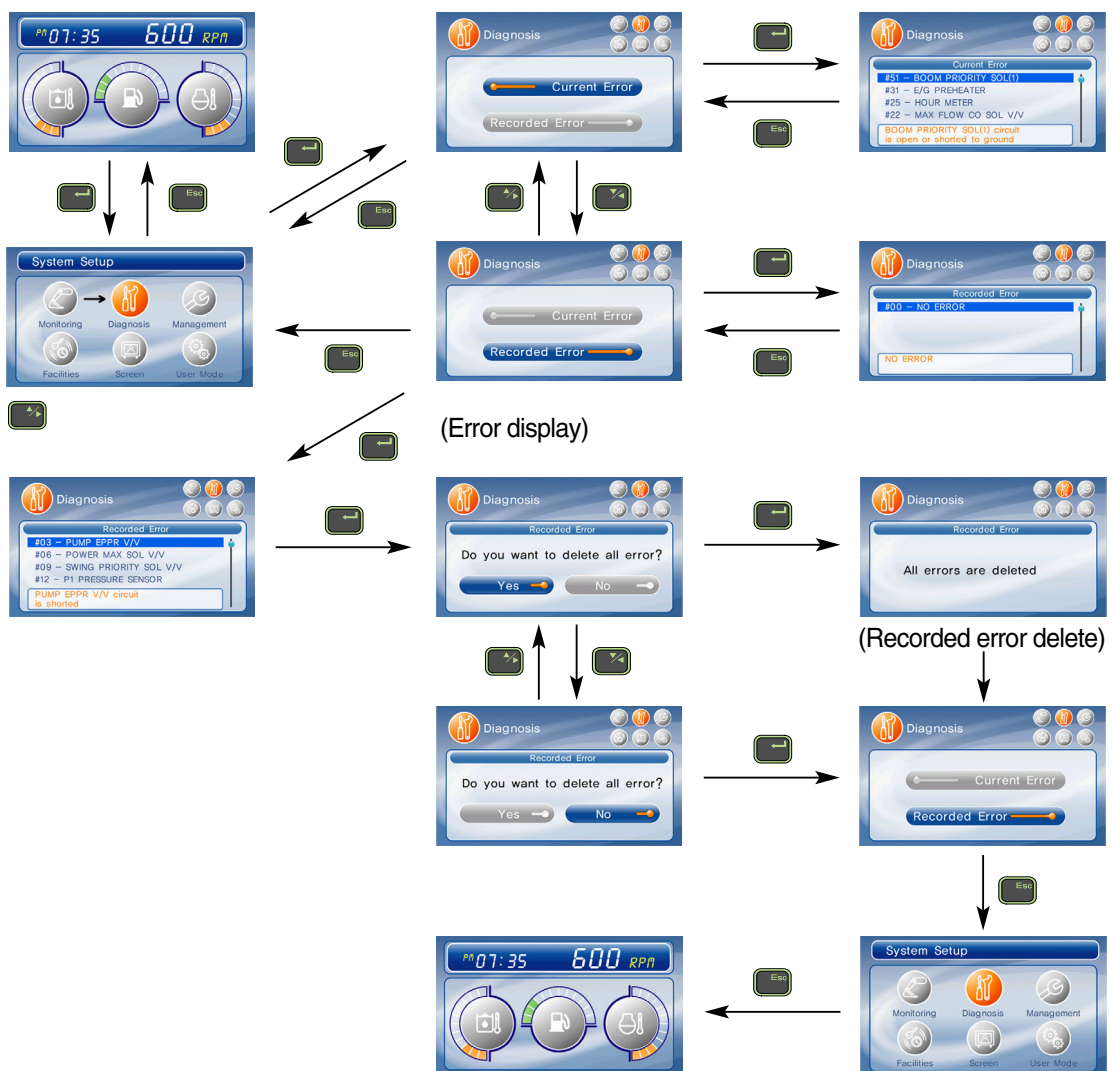 PM 07:35 600 RPM
Diagnosis
Current Error
Recorded Error
Diagnosis
Current Error
#51 – BOOM PRIORITY SOL(1)
#31 – E/G PREHEATER
#25 – HOUR METER
#22 – MAX FLOW CO SOL V/V
BOOM PRIORITY SOL(1) circuit
is open or shorted to ground
Esc
Esc
Esc
Esc
System Setup
Monitoring Diagnosis Management
Facilities Screen User Mode
Diagnosis
Current Error
Recorded Error
Diagnosis
Recorded Error
#00 – NO ERROR
NO ERROR
Esc
Esc
(Error display)
Diagnosis
Recorded Error
#03 – PUMP EPPR V/V
#06 – POWER MAX SOL V/V
#09 – SWING PRIORITY SOL V/V
#12 – P1 PRESSURE SENSOR
PUMP EPPR V/V circuit
is shorted
Diagnosis
Recorded Error
Do you want to delete all error?
Yes No
Diagnosis
Recorded Error
All errors are deleted
(Recorded error delete)
Diagnosis
Recorded Error
Do you want to delete all error?
Yes No
Diagnosis
Current Error
Recorded Error
Esc
PM 07:35 600 RPM
Esc
System Setup
Monitoring Diagnosis Management
Facilities Screen User Mode